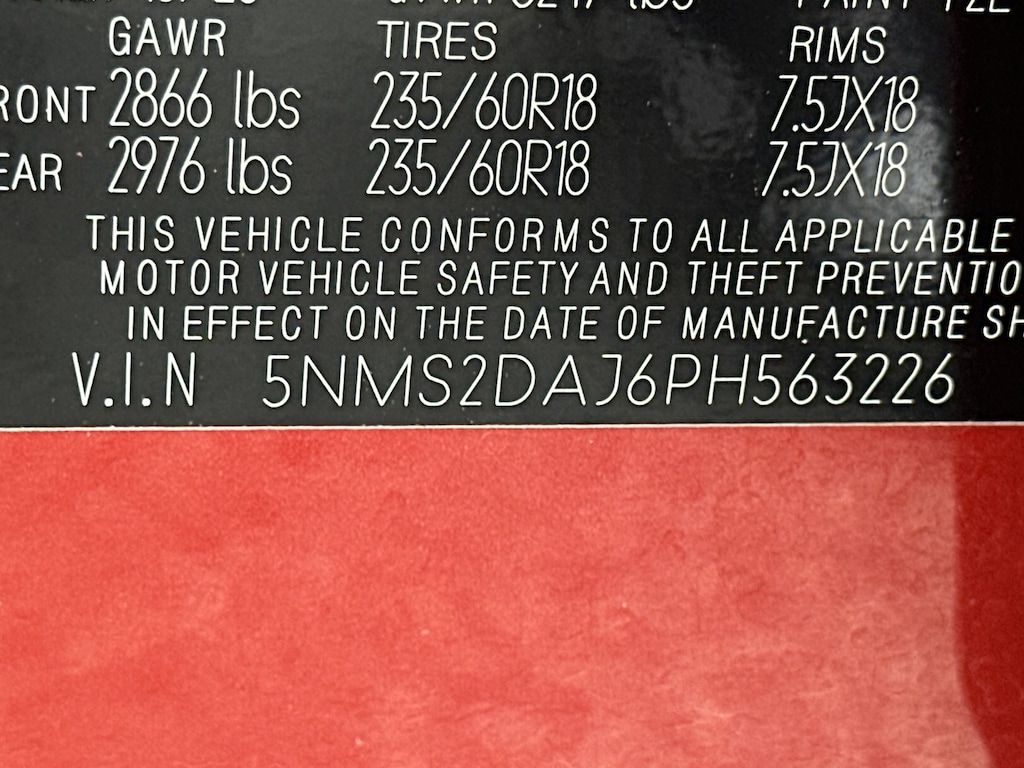 GAWR TIRES RIMS
2866 lbs 235/60R18 7.5JX18
2976 lbs 235/60R18 7.5JX18
THIS VEHICLE CONFORMS TO ALL APPLICABLE
MOTOR VEHICLE SAFETY AND THEFT PREVENTIO
IN EFFECT ON THE DATE OF MANUFACTURE SH
V.I.N 5NMS2DAJ6PH563226